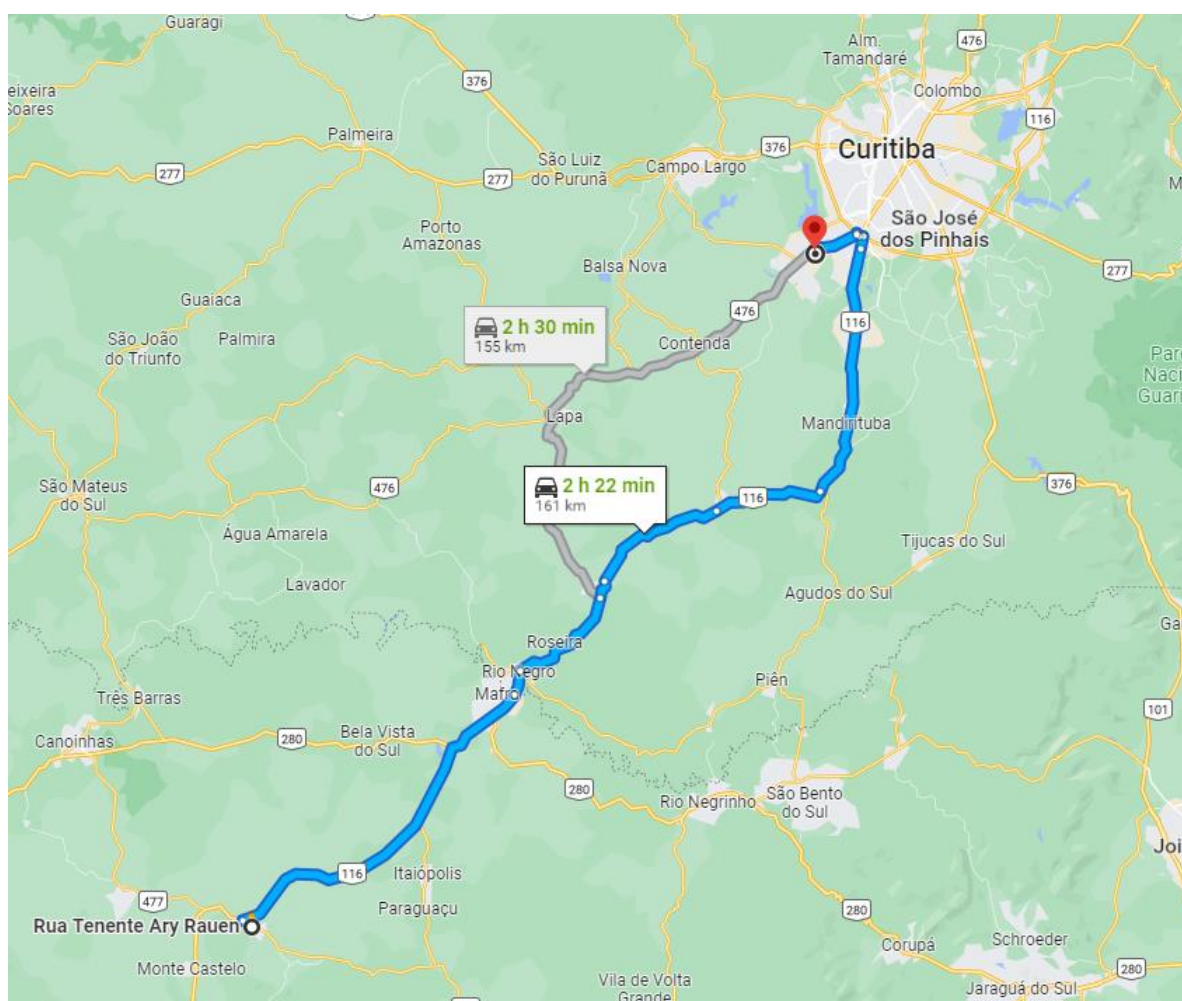 Guaragi
Alm.
Tamandaré
476
376
eixeira
Soares
Colombo
116
Palmeira
376
Curitiba
277
São Luiz
do Purunã
277
Campo Largo
São José
dos Pinhais
Porto
Amazonas
Balsa Nova
277
Guaiaca
476
2 h 30 min
155 km
116
São João
do Triunfo
Palmira
Contenda
Par
Naci
Guari
Lapa
Mandirituba
2 h 22 min
161 km
São Mateus
do Sul
476
116
376
Água Amarela
Tijucas do Sul
Lavador
Agudos do Sul
Ga
Roseira
Rio Negro
Mafra
Piên
Três Barras
101
Canoinhas
280
Bela Vista
do Sul
280
Rio Negrinho
São Bento
do Sul
Joi
116
Itaiópolis
477
Paraguaçu
Rua Tenente Ary Rauen
280
Corupá
Schroeder
Monte Castelo
280
Vila de Volta
Grande
Jaraguá do Sul